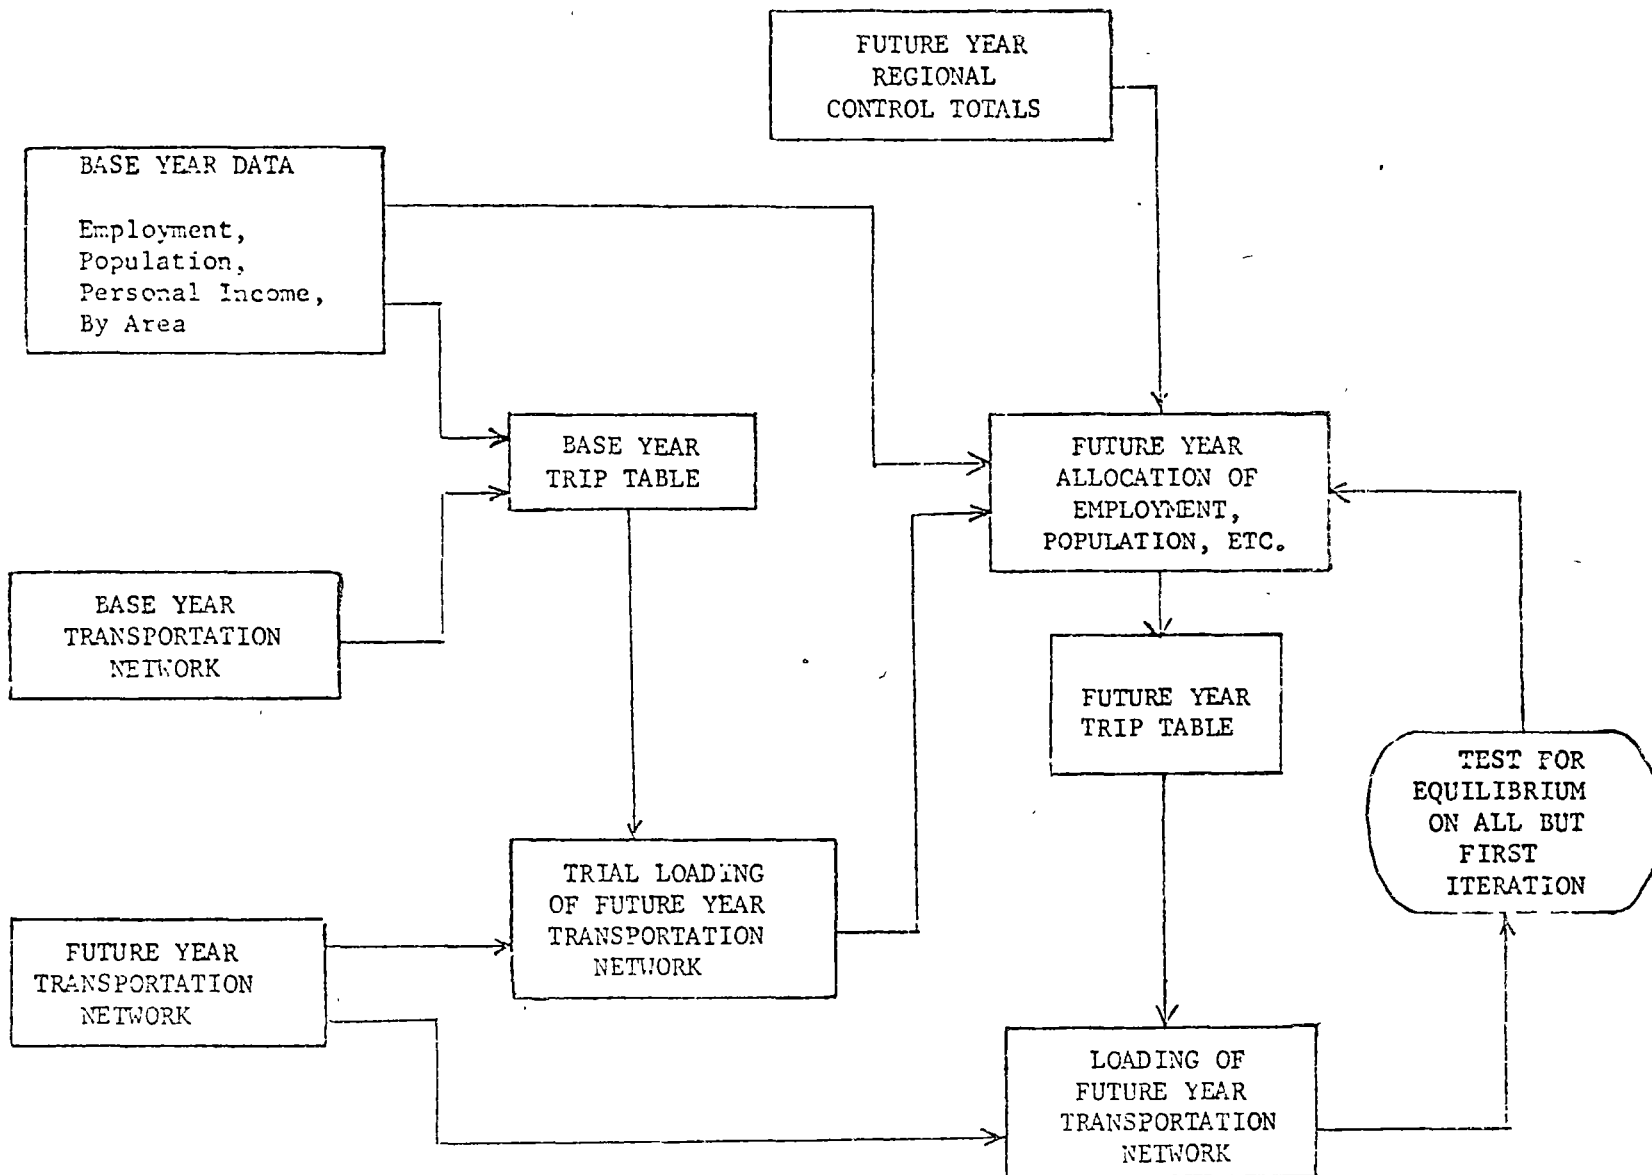 FUTURE YEAR
REGIONAL
CONTROL TOTALS
BASE YEAR DATA
Employment,
Population,
Personal Income,
By Area
BASE YEAR
TRIP TABLE
FUTURE YEAR
ALLOCATION OF
EMPLOYMENT,
POPULATION, ETC.
BASE YEAR
TRANSPORTATION
NETWORK
FUTURE YEAR
TRIP TABLE
TEST FOR
EQUILIBRIUM
ON ALL BUT
FIRST
ITERATION
TRIAL LOADING
OF FUTURE YEAR
TRANSPORTATION
NETWORK
FUTURE YEAR
TRANSPORTATION
NETWORK
LOADING OF
FUTURE YEAR
TRANSPORTATION
NETWORK